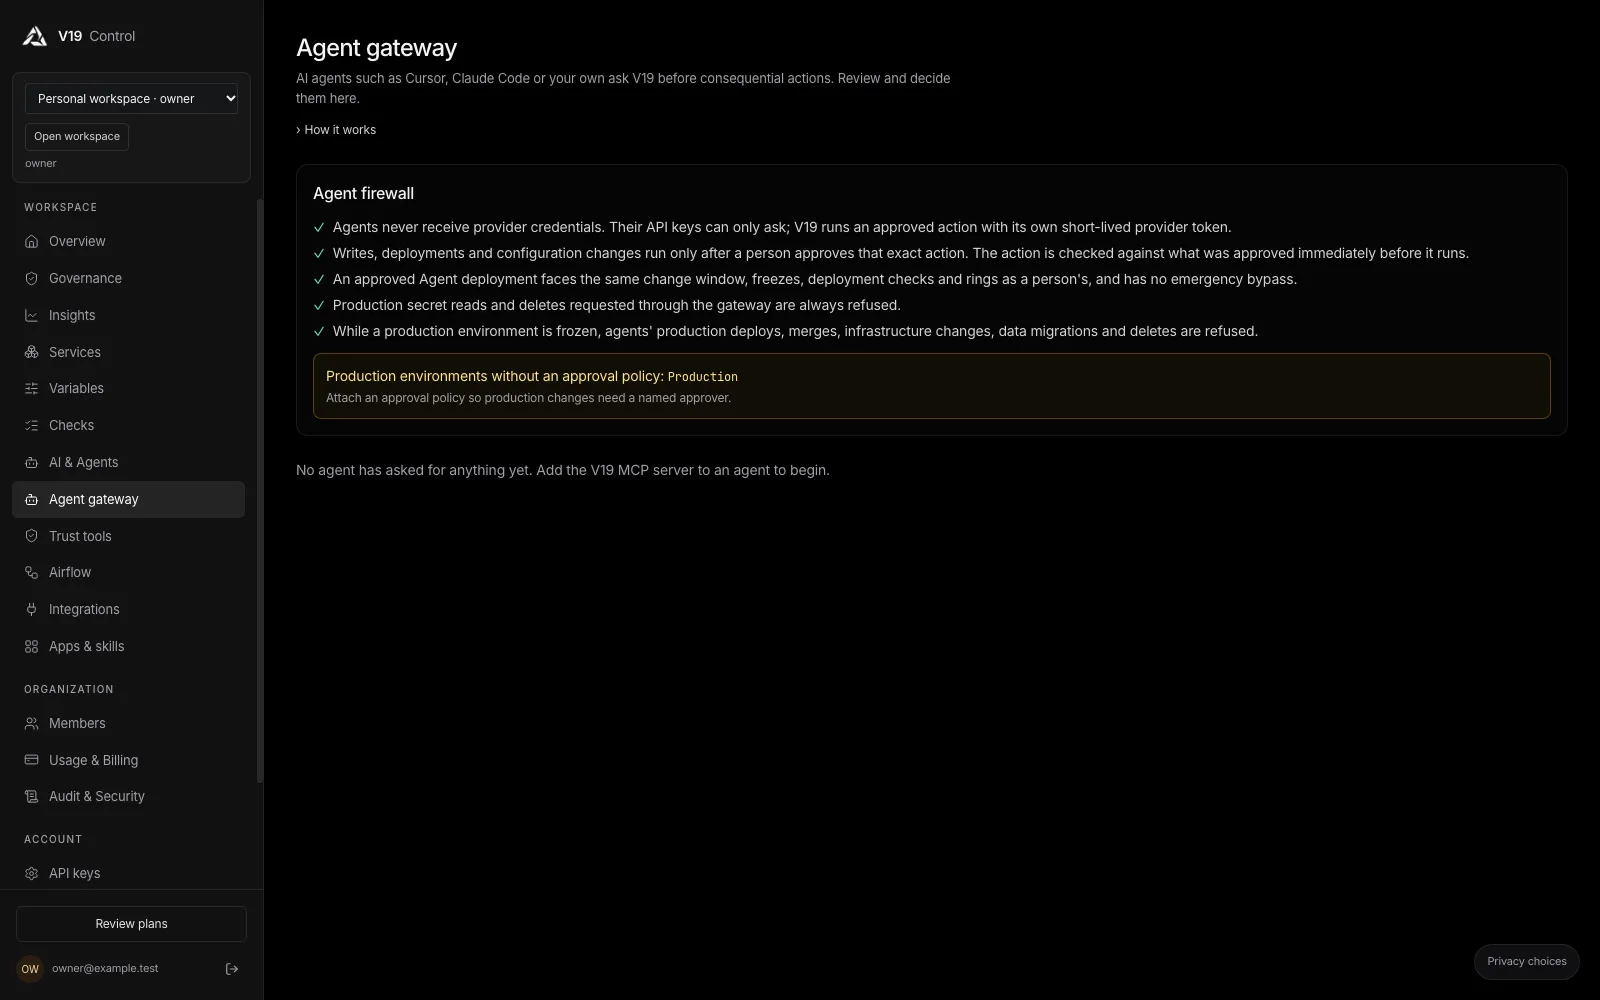 V19 Control
Personal workspace · owner
Open workspace
owner
WORKSPACE
Overview
Governance
Insights
Services
Variables
Checks
AI & Agents
Agent gateway
Trust tools
Airflow
Integrations
Apps & skills
ORGANIZATION
Members
Usage & Billing
Audit & Security
ACCOUNT
API keys
Review plans
OW owner@example.test
Agent gateway
AI agents such as Cursor, Claude Code or your own ask V19 before consequential actions. Review and decide
them here.
› How it works
Agent firewall
Agents never receive provider credentials. Their API keys can only ask; V19 runs an approved action with its own short-lived provider token.
Writes, deployments and configuration changes run only after a person approves that exact action. The action is checked against what was approved immediately before it runs.
An approved Agent deployment faces the same change window, freezes, deployment checks and rings as a person's, and has no emergency bypass.
Production secret reads and deletes requested through the gateway are always refused.
While a production environment is frozen, agents' production deploys, merges, infrastructure changes, data migrations and deletes are refused.
Production environments without an approval policy: Production
Attach an approval policy so production changes need a named approver.
No agent has asked for anything yet. Add the V19 MCP server to an agent to begin.
Privacy choices